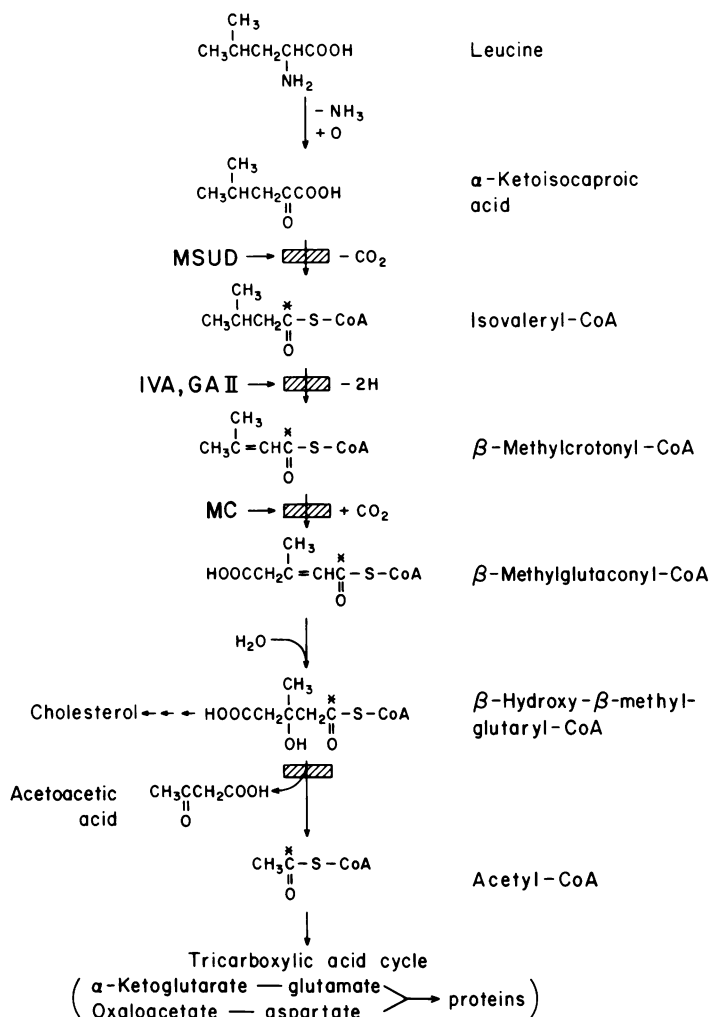 CH3
CH3CHCH2CHCOOH Leucine
NH2
- NH3
+ O
CH3
CH3CHCH2CCOOH α-Ketoisocaproic
O acid
MSUD → - CO2
CH3 *
CH3CHCH2C-S-CoA Isovaleryl-CoA
O
IVA, GA II → - 2H
CH3 *
CH3C=CHC-S-CoA β-Methylcrotonyl-CoA
O
MC → + CO2
CH3 *
HOOCCH2C=CHC-S-CoA β-Methylglutaconyl-CoA
O
H2O
CH3 *
Cholesterol ← ← ← HOOCCH2CCH2C-S-CoA β-Hydroxy-β-methyl-
OH O glutaryl-CoA
Acetoacetic CH3CCH2COOH
acid O
*
CH3C-S-CoA Acetyl-CoA
O
Tricarboxylic acid cycle
α-Ketoglutarate — glutamate
→ proteins
Oxaloacetate — aspartate